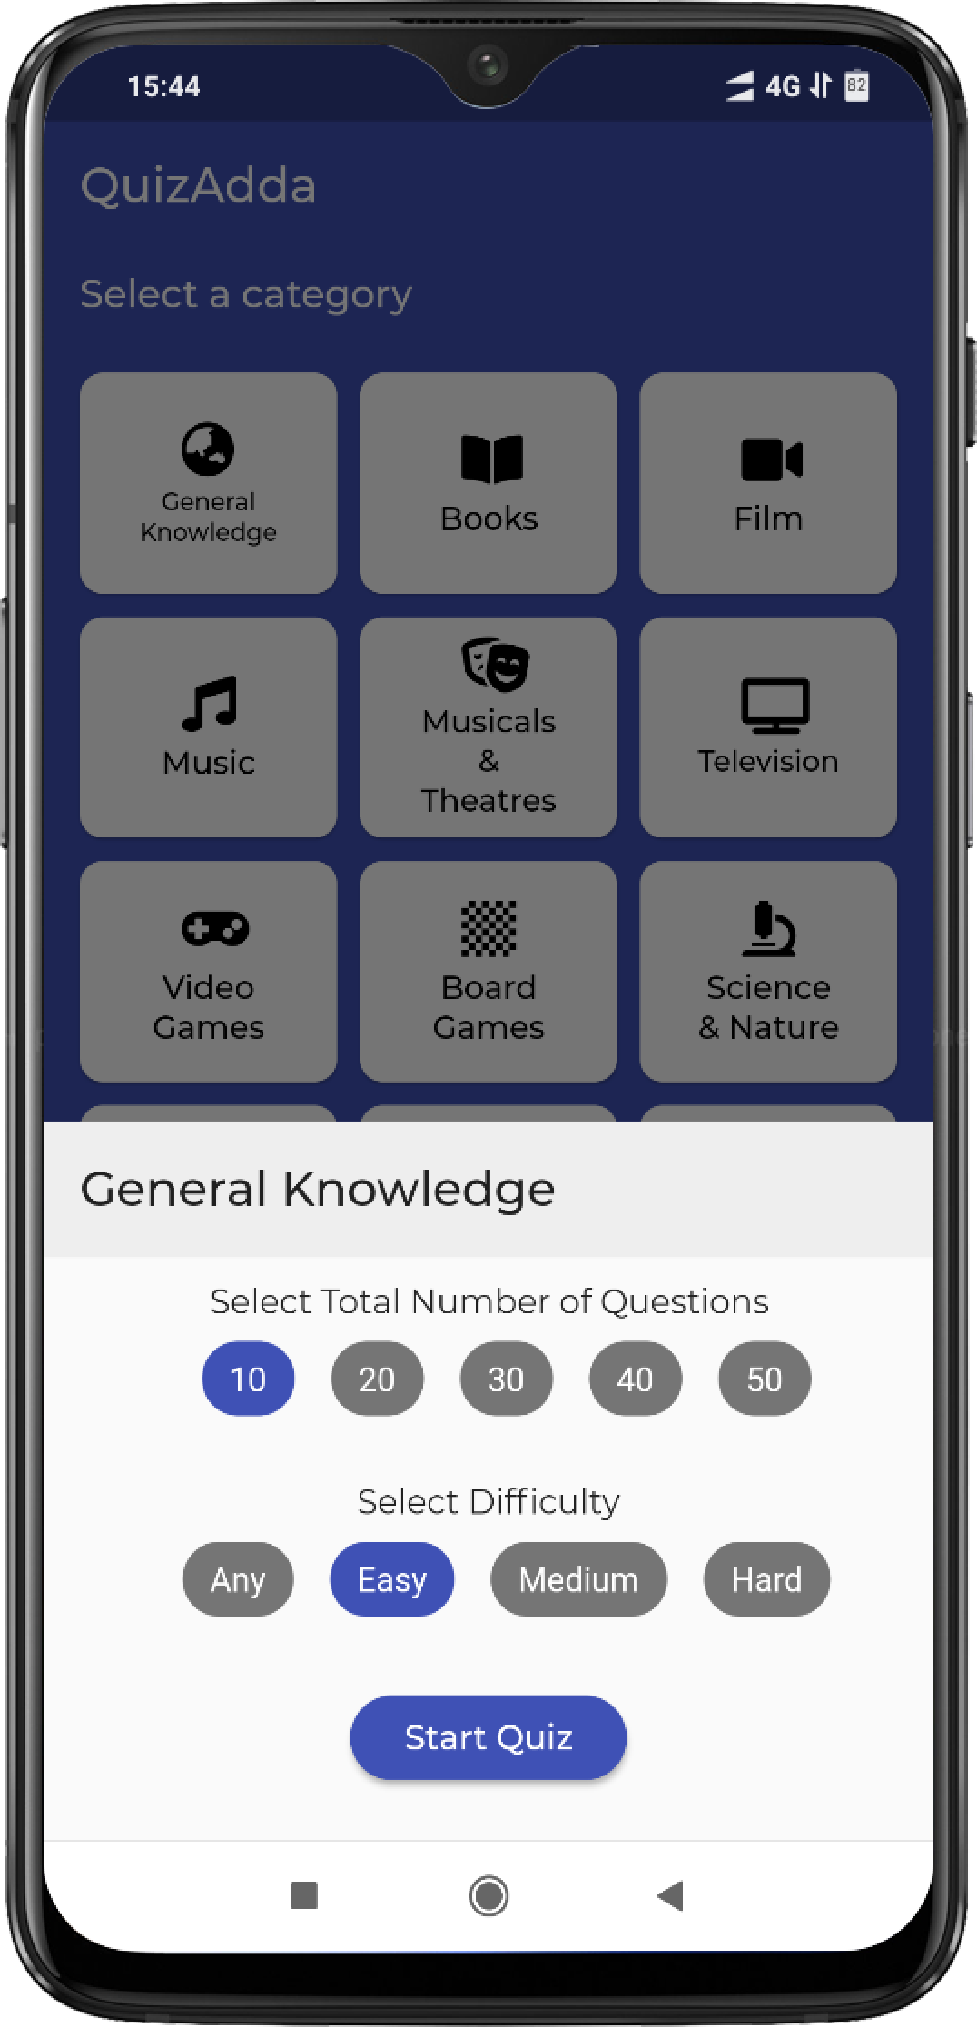 15:44
4G
82
QuizAdda
Select a category
General
Knowledge
Books
Film
Music
Musicals
&
Theatres
Television
Video
Games
Board
Games
Science
& Nature
General Knowledge
Select Total Number of Questions
10 20 30 40 50
Select Difficulty
Any Easy Medium Hard
Start Quiz